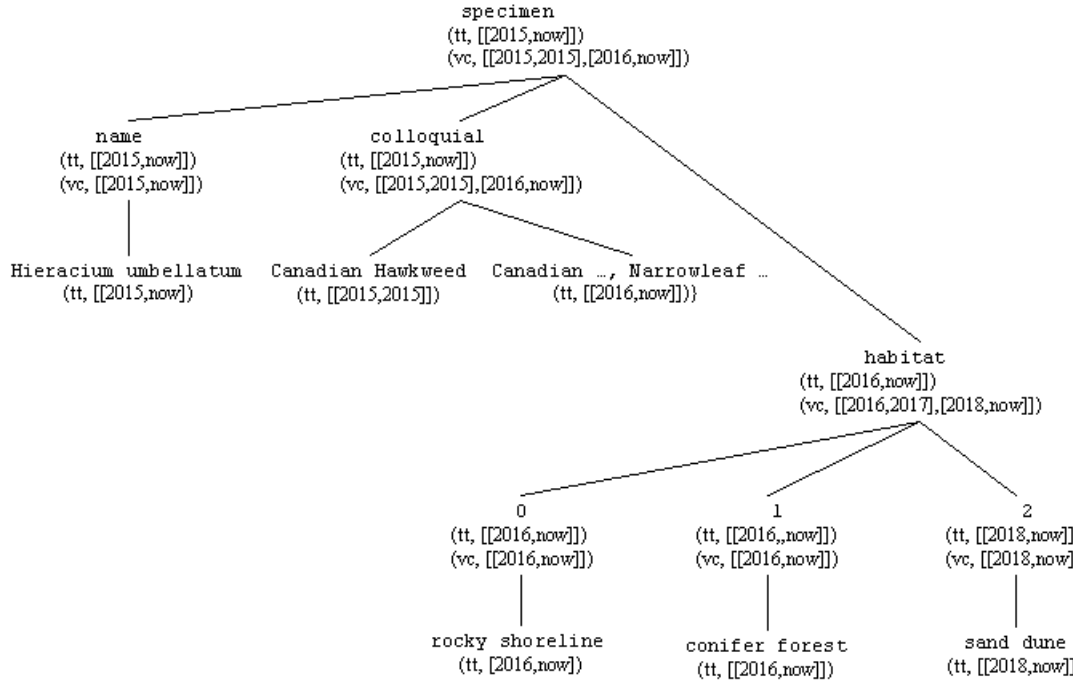 specimen
(tt, [[2015,now]])
(vc, [[2015,2015],[2016,now]])
name
(tt, [[2015,now]])
(vc, [[2015,now]])
colloquial
(tt, [[2015,now]])
(vc, [[2015,2015],[2016,now]])
Hieracium umbellatum
(tt, [[2015,now])
Canadian Hawkweed
(tt, [[2015,2015]])
Canadian …, Narrowleaf …
(tt, [[2016,now]])}
habitat
(tt, [[2016,now]])
(vc, [[2016,2017],[2018,now]])
0
(tt, [[2016,now]])
(vc, [[2016,now]])
1
(tt, [[2016,,now]])
(vc, [[2016,now]])
2
(tt, [[2018,now]]
(vc, [[2018,now]
rocky shoreline
(tt, [2016,now])
conifer forest
(tt, [[2016,now]])
sand dune
(tt, [[2018,now]]